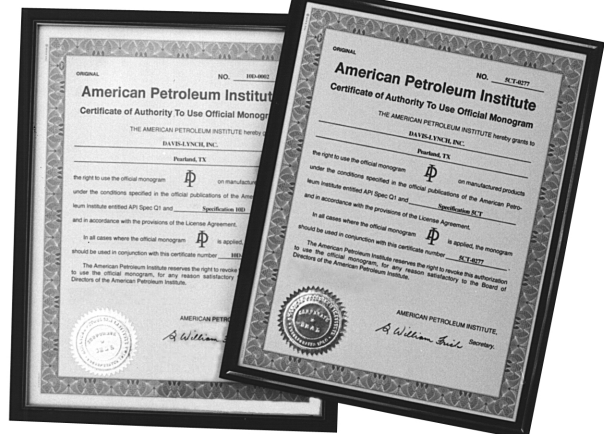 ORIGINAL
NO. 10D-0002
American Petroleum Institut
Certificate of Authority To Use Official Monogram
THE AMERICAN PETROLEUM INSTITUTE hereby g
DAVIS-LYNCH, INC.
Pearland, TX
the right to use the official monogram on manufactur
under the conditions specified in the official publications of the Amer
leum Institute entitled API Spec Q1 and Specification 10D
and in accordance with the provisions of the License Agreement.
In all cases where the official monogram is applied,
should be used in conjunction with this certificate number 10D-
The American Petroleum Institute reserves the right to revoke
to use the official monogram, for any reason satisfactory
Directors of the American Petroleum Institute.
AMERICAN PETR
S William
ORIGINAL
NO. 5CT-0277
American Petroleum Institute
Certificate of Authority To Use Official Monogram
THE AMERICAN PETROLEUM INSTITUTE hereby grants to
DAVIS-LYNCH, INC.
Pearland, TX
the right to use the official monogram on manufactured products
under the conditions specified in the official publications of the American Petro-
leum Institute entitled API Spec Q1 and Specification 5CT
and in accordance with the provisions of the License Agreement.
In all cases where the official monogram is applied, the monogram
should be used in conjunction with this certificate number 5CT-0277.
The American Petroleum Institute reserves the right to revoke this authorization
to use the official monogram, for any reason satisfactory to the Board of
Directors of the American Petroleum Institute.
AMERICAN PETROLEUM INSTITUTE,
S William Frick Secretary.